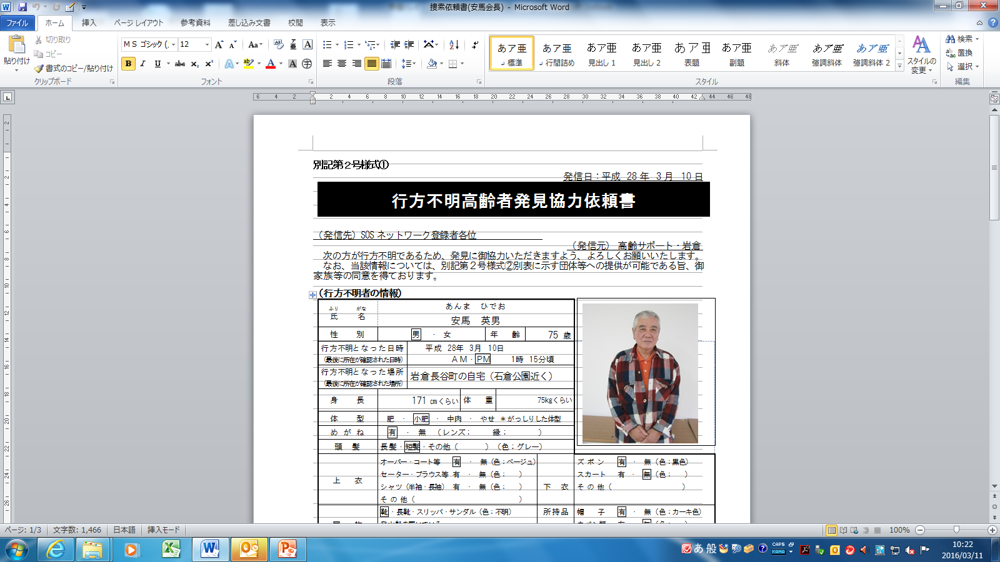 捜索依頼書(安馬会長) - Microsoft Word
ファイル ホーム 挿入 ページ レイアウト 参考資料 差し込み文書 校閲 表示
貼り付け
切り取り
コピー
書式のコピー/貼り付け
クリップボード
ＭＳ ゴシック (. 12
フォント
段落
あア亜 標準
あア亜 行間詰め
あア亜 見出し 1
あア亜 見出し 2
あア亜 表題
あア亜 副題
あア亜 斜体
あア亜 強調斜体
あア亜 強調斜体 2
スタイルの変更
スタイル
検索
置換
選択
編集
6 4 2 2 4 6 8 10 12 14 16 18 20 22 24 26 28 30 32 34 36 38 40 42 44 46 48
別記第２号様式①
発信日：平成 28 年 3 月 10 日
行方不明高齢者発見協力依頼書
（発信先）SOS ネットワーク登録者各位
（発信元） 高齢サポート・岩倉
次の方が行方不明であるため、発見に御協力いただきますよう、よろしくお願いいたします。
なお、当該情報については、別記第２号様式②別表に示す団体等への提供が可能である旨、御
家族等の同意を得ております。
（行方不明者の情報）
ふり がな
氏 名
あんま ひでお
安馬 英男
性 別 男 ・ 女 年 齢 75 歳
行方不明となった日時
（最後に所在が確認された日時）
平成 28年 3月 10日
ＡＭ・ＰＭ 1時 15分頃
行方不明となった場所
（最後に所在が確認された場所）
岩倉長谷町の自宅（石倉公園近く）
身 長 171 ㎝くらい 体 重 75kgくらい
体 型 肥 ・ 小肥 ・ 中肉 ・ やせ ＊がっしりした体型
めがね 有 ・ 無 （レンズ； 縁； ）
頭 髪 長髪・短髪・その他（ ）（色；グレー）
上 衣
オーバー・コート等 有 ・ 無（色；ベージュ）
セーター・ブラウス等 有 ・ 無（色； ）
シャツ（半袖・長袖） 有 ・ 無（色； ）
その他（ ）
下 衣
ズボン 有 ・ 無（色；黒色）
スカート 有 ・ 無（色； ）
その他（ ）
靴・長靴・スリッパ・サンダル（色；不明）
所持品
帽 子 有 ・ 無（色；カーキ色）
ページ: 1/3 文字数: 1,466 日本語 挿入モード 100%
あ 般 CAPS KANA
10:22
2016/03/11